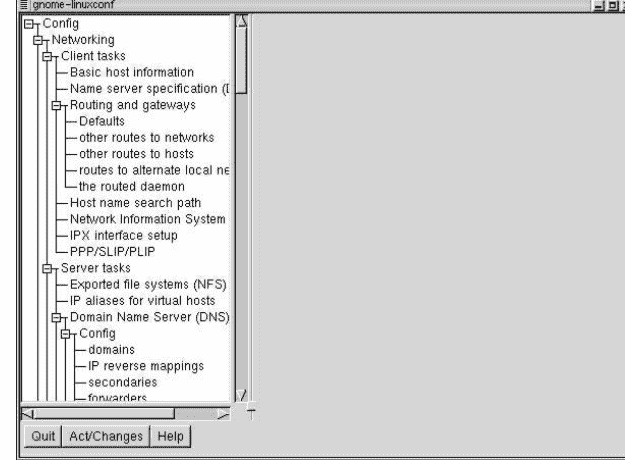 gnome-linuxconf
Config
Networking
Client tasks
Basic host information
Name server specification (
Routing and gateways
Defaults
other routes to networks
other routes to hosts
routes to alternate local ne
the routed daemon
Host name search path
Network Information System
IPX interface setup
PPP/SLIP/PLIP
Server tasks
Exported file systems (NFS)
IP aliases for virtual hosts
Domain Name Server (DNS)
Config
domains
IP reverse mappings
secondaries
forwarders
Quit Act/Changes Help